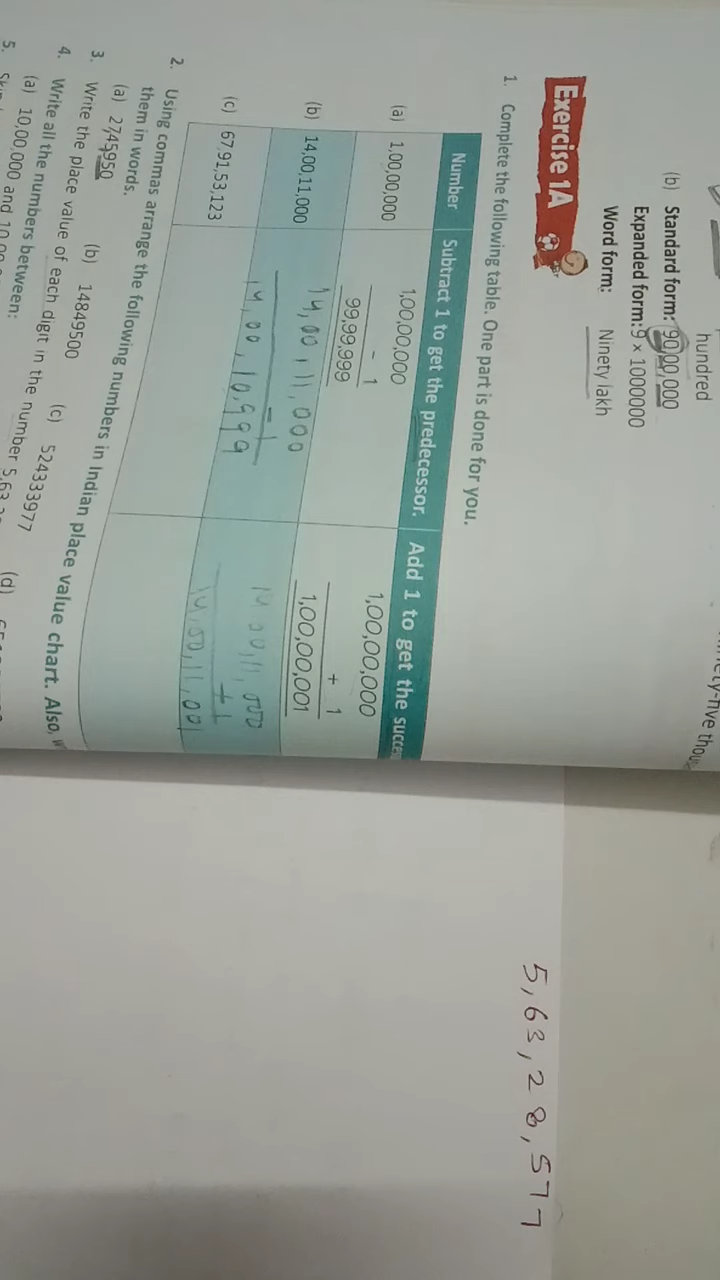 hundred
(b) Standard form: 90,00,000
Expanded form: 9 × 1000000
Word form: Ninety lakh
Exercise 1A
1. Complete the following table. One part is done for you.
Number Subtract 1 to get the predecessor. Add 1 to get the
(a) 1,00,00,000 1,00,00,000 1,00,00,000
- 1 + 1
99,99,999 1,00,00,001
(b) 14,00,11,000 14,00,11,000 14,00,11,000
- 1 + 1
14,00,10,999 14,00,11,001
(c) 67,91,53,123
2. Using commas arrange the following numbers in Indian place value chart. Also,
them in words.
(a) 2745950 (b) 14849500 (c) 524333977 (d)
3. Write the place value of each digit in the number
4. Write all the numbers between:
(a) 10,00,000 and
5.
5,63,28,577